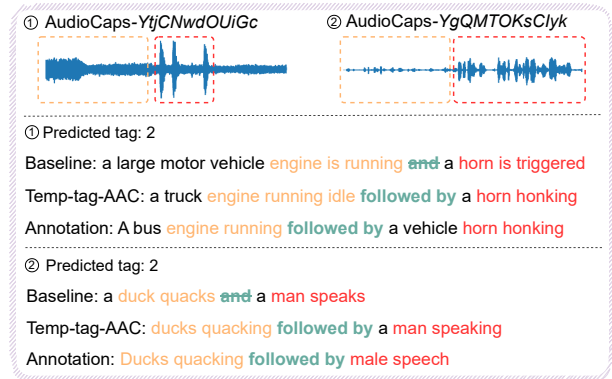 ① AudioCaps-YtjCNwdOUiGc
② AudioCaps-YgQMTOKsCIyk
① Predicted tag: 2
Baseline: a large motor vehicle engine is running and a horn is triggered
Temp-tag-AAC: a truck engine running idle followed by a horn honking
Annotation: A bus engine running followed by a vehicle horn honking
② Predicted tag: 2
Baseline: a duck quacks and a man speaks
Temp-tag-AAC: ducks quacking followed by a man speaking
Annotation: Ducks quacking followed by male speech